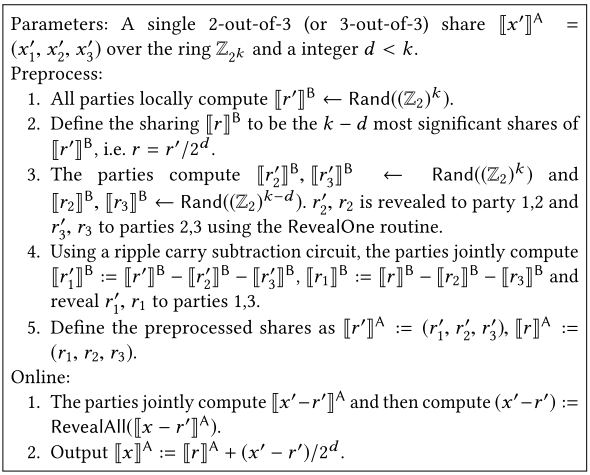 Parameters: A single 2-out-of-3 (or 3-out-of-3) share ⟦x′⟧^A =
(x′_1, x′_2, x′_3) over the ring ℤ_{2^k} and a integer d < k.
Preprocess:
1. All parties locally compute ⟦r′⟧^B ← Rand((ℤ_2)^k).
2. Define the sharing ⟦r⟧^B to be the k − d most significant shares of
⟦r′⟧^B, i.e. r = r′/2^d.
3. The parties compute ⟦r′_2⟧^B, ⟦r′_3⟧^B ← Rand((ℤ_2)^k) and
⟦r_2⟧^B, ⟦r_3⟧^B ← Rand((ℤ_2)^{k−d}). r′_2, r_2 is revealed to party 1,2 and
r′_3, r_3 to parties 2,3 using the RevealOne routine.
4. Using a ripple carry subtraction circuit, the parties jointly compute
⟦r′_1⟧^B := ⟦r′⟧^B − ⟦r′_2⟧^B − ⟦r′_3⟧^B, ⟦r_1⟧^B := ⟦r⟧^B − ⟦r_2⟧^B − ⟦r_3⟧^B and
reveal r′_1, r_1 to parties 1,3.
5. Define the preprocessed shares as ⟦r′⟧^A := (r′_1, r′_2, r′_3), ⟦r⟧^A :=
(r_1, r_2, r_3).
Online:
1. The parties jointly compute ⟦x′−r′⟧^A and then compute (x′−r′) :=
RevealAll(⟦x − r′⟧^A).
2. Output ⟦x⟧^A := ⟦r⟧^A + (x′ − r′)/2^d.